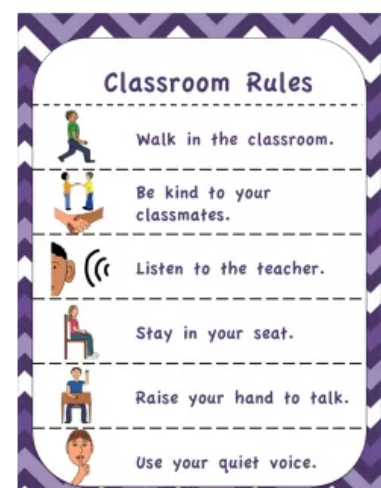 Classroom Rules
Walk in the classroom.
Be kind to your
classmates.
Listen to the teacher.
Stay in your seat.
Raise your hand to talk.
Use your quiet voice.